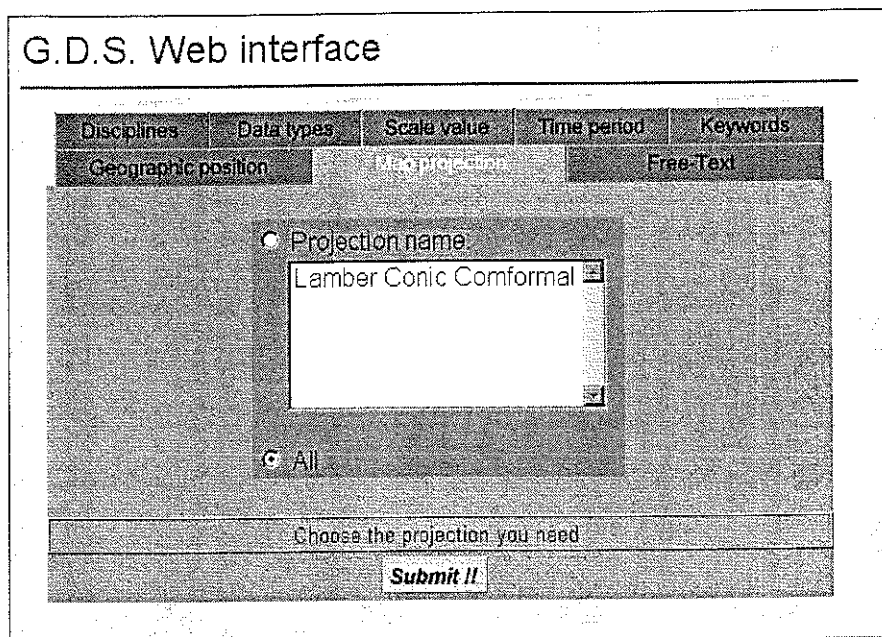 G.D.S. Web interface
Disciplines Data types Scale value Time period Keywords
Geographic position Map projection Free-Text
Projection name:
Lamber Conic Comformal
All
Choose the projection you need
Submit !!